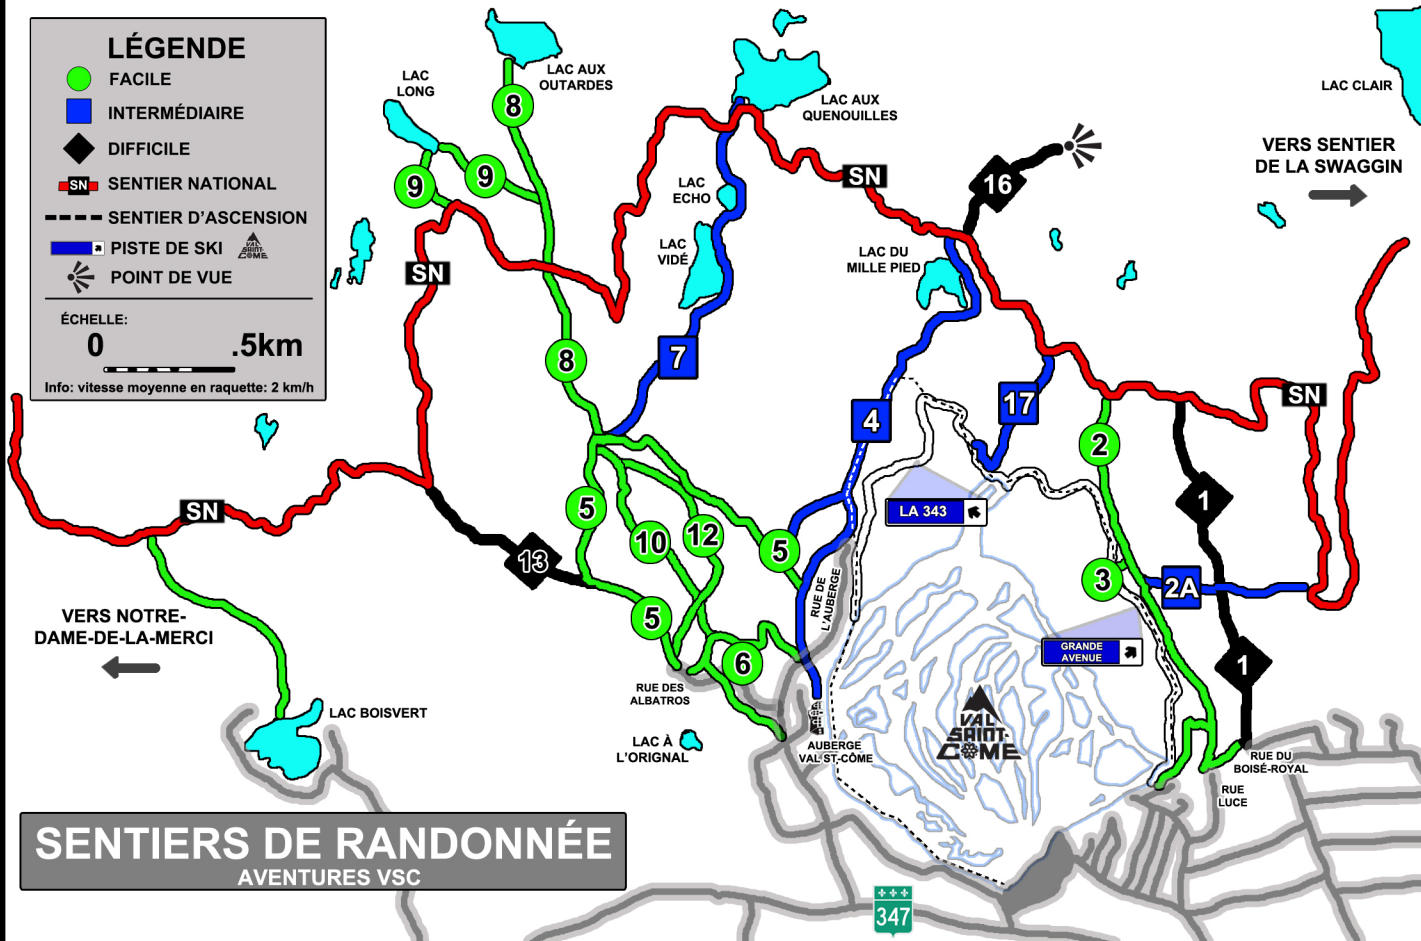 LÉGENDE
FACILE
INTERMÉDIAIRE
DIFFICILE
SN SENTIER NATIONAL
SENTIER D'ASCENSION
PISTE DE SKI VAL SAINT-CÔME
POINT DE VUE
ÉCHELLE:
0 .5km
Info: vitesse moyenne en raquette: 2 km/h
LAC
LONG
LAC AUX
OUTARDES
LAC AUX
QUENOUILLES
LAC CLAIR
VERS SENTIER
DE LA SWAGGIN
8
9
9
16
SN
LAC
ECHO
LAC
VIDÉ
LAC DU
MILLE PIED
SN
8
7
4
17
2
SN
SN
5
10
12
5
LA 343
1
13
3
2A
RUE DE
L'AUBERGE
5
6
GRANDE
AVENUE
1
VERS NOTRE-
DAME-DE-LA-MERCI
RUE DES
ALBATROS
LAC BOISVERT
LAC À
L'ORIGNAL
AUBERGE
VAL ST-CÔME
VAL
SAINT-
CÔME
RUE DU
BOISÉ-ROYAL
RUE
LUCE
SENTIERS DE RANDONNÉE
AVENTURES VSC
347